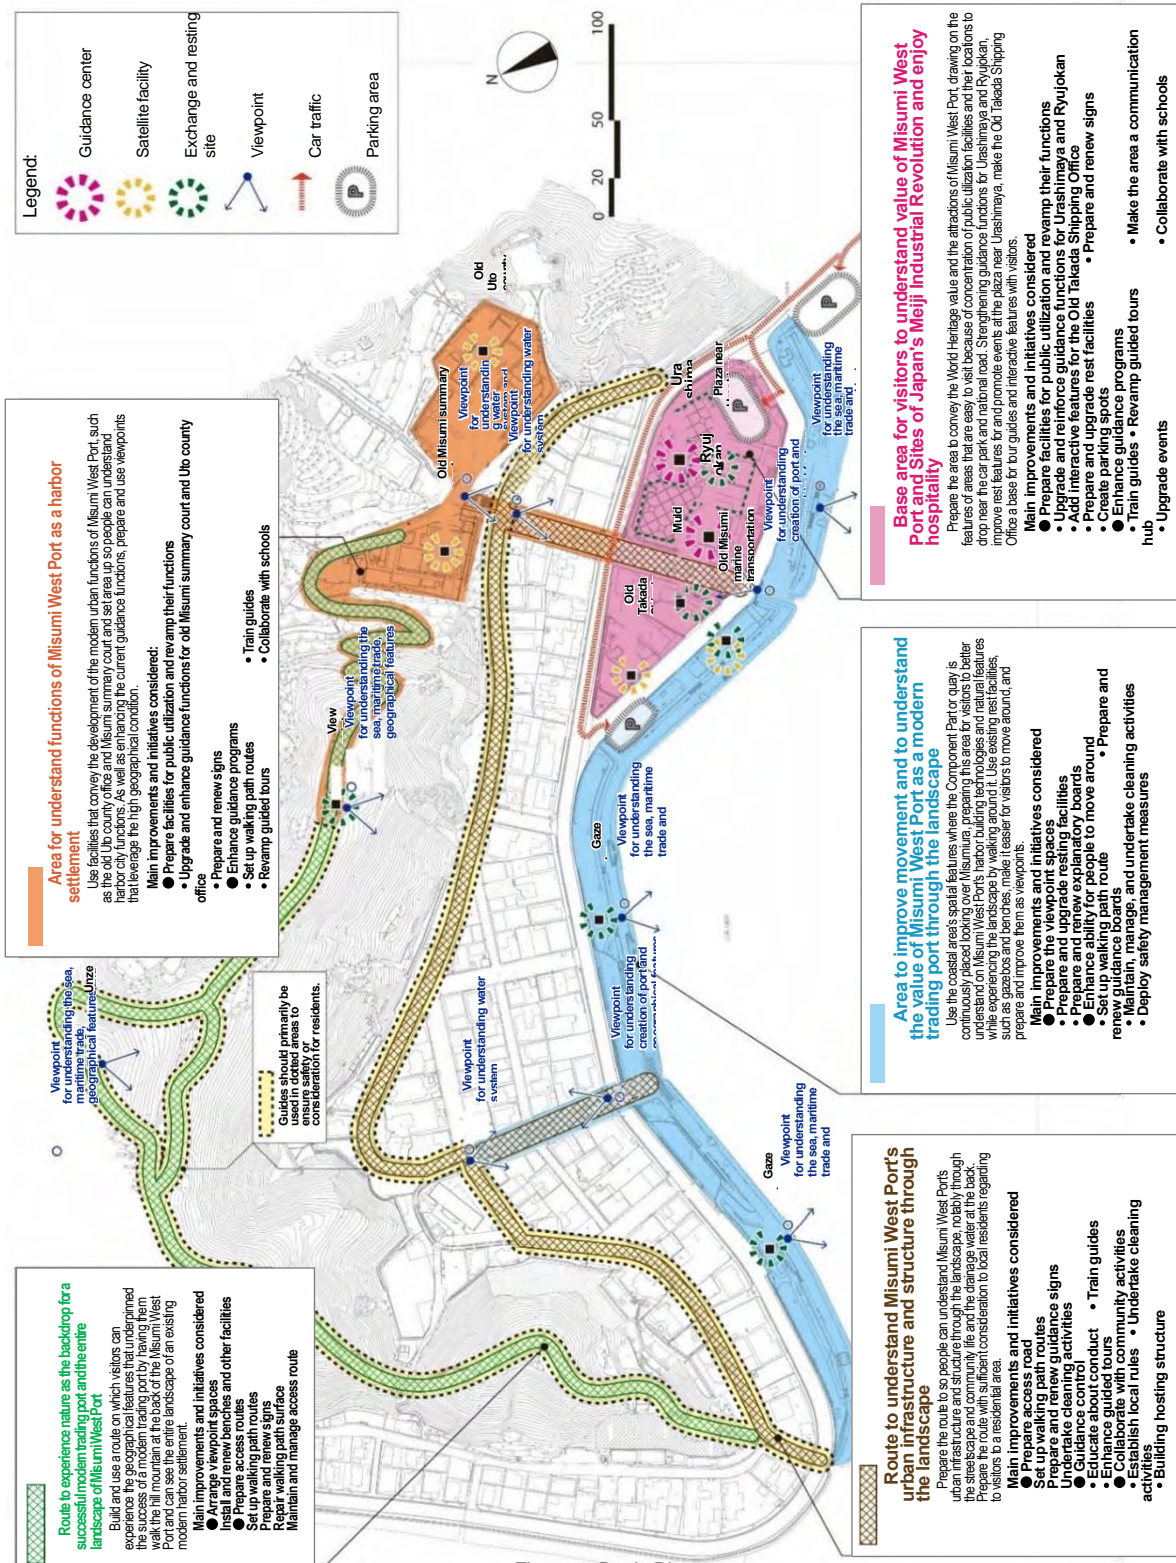 Legend:
Guidance center
Satellite facility
Exchange and resting
site
Viewpoint
Car traffic
P
Parking area
N
0
20
50
100
Area for understand functions of Misumi West Port as a harbor
settlement
Use facilities that convey the development of the modern urban functions of Misumi West Port, such
as the old Uto county office and Misumi summary court and set area up so people can understand
harbor city functions. As well as enhancing the current guidance functions, prepare and use viewpoints
that leverage the high geographical condition.
Main improvements and initiatives considered:
● Prepare facilities for public utilization and revamp their functions
• Upgrade and enhance guidance functions for old Misumi summary court and Uto county
office
• Prepare and renew signs
● Enhance guidance programs
• Set up walking path routes • Train guides
• Revamp guided tours • Collaborate with schools
Route to experience nature as the backdrop for a
successful modern trading port and the entire
landscape of Misumi West Port
Build and use a route on which visitors can
experience the geographical features that underpinned
the success of a modern trading port by having them
walk the hill mountain at the back of the Misumi West
Port and can see the entire landscape of an existing
modern harbor settlement.
Main improvements and initiatives considered
● Arrange viewpoint spaces
Install and renew benches and other facilities
● Prepare access routes
Set up walking path routes
Prepare and renew signs
Repair walking path surface
Maintain and manage access route
Guides should primarily be
used in dotted areas to
ensure safety or
consideration for residents.
Viewpoint
for understanding the sea,
maritime trade,
geographical features
Unze
View
Viewpoint
for understanding the
sea, maritime trade,
geographical features
Old Misumi summary
Old
Uto
Viewpoint
for
understandin
g water
Viewpoint
for understanding water
system
Ura
shima
Plaza near
P
Ryuj
okan
Muld
Old Misumi
marine
transportation
Old
Takada
P
P
Viewpoint
for understanding
creation of port and
Viewpoint
for understanding
the sea, maritime
trade and
Gaze
Viewpoint
for understanding
the sea, maritime
trade and
Viewpoint
for understanding
creation of port and
Viewpoint
for understanding water
system
Gaze
Viewpoint
for understanding
the sea, maritime
trade and
Base area for visitors to understand value of Misumi West
Port and Sites of Japan's Meiji Industrial Revolution and enjoy
hospitality
Prepare the area to convey the World Heritage value and the attractions of Misumi West Port, drawing on the
features of areas that are easy to visit because of concentration of public utilization facilities and their locations to
drop near the car park and national road. Strengthening guidance functions for Urashimaya and Ryujokan,
improve rest features for and promote events at the plaza near Urashimaya, make the Old Takada Shipping
Office a base for tour guides and interactive features with visitors.
Main improvements and initiatives considered
● Prepare facilities for public utilization and revamp their functions
• Upgrade and reinforce guidance functions for Urashimaya and Ryujokan
• Add interactive features for the Old Takada Shipping Office
• Prepare and upgrade rest facilities • Prepare and renew signs
• Create parking spots
● Enhance guidance programs
• Train guides • Revamp guided tours • Make the area a communication
hub
• Upgrade events • Collaborate with schools
Area to improve movement and to understand
the value of Misumi West Port as a modern
trading port through the landscape
Use the coastal area's spatial features where the Component Part or quay is
continuously placed looking over Misumiura, preparing this area for visitors to better
understand on Misumi West Port's harbor building technologies and natural features
while experiencing the landscape by walking around it. Use existing rest facilities,
such as gazebos and benches, make it easier for visitors to move around, and
prepare and improve them as viewpoints.
Main improvements and initiatives considered
● Prepare the viewpoint spaces
• Prepare and upgrade resting facilities
• Prepare and renew explanatory boards
● Enhance ability for people to move around
• Set up walking path route • Prepare and
renew guidance boards
• Maintain, manage, and undertake cleaning activities
• Deploy safety management measures
Route to understand Misumi West Port's
urban infrastructure and structure through
the landscape
Prepare the route to so people can understand Misumi West Port's
urban infrastructure and structure through the landscape, notably through
the streetscape and community life and the drainage water at the back.
Prepare the route with sufficient consideration to local residents regarding
to visitors to a residential area.
Main improvements and initiatives considered
● Prepare access road
Set up walking path routes
Prepare and renew guidance signs
Undertake cleaning activities
● Guidance control
• Educate about conduct • Train guides
Enhance guided tours
● Collaborate with community activities
• Establish local rules • Undertake cleaning
activities
• Building hosting structure